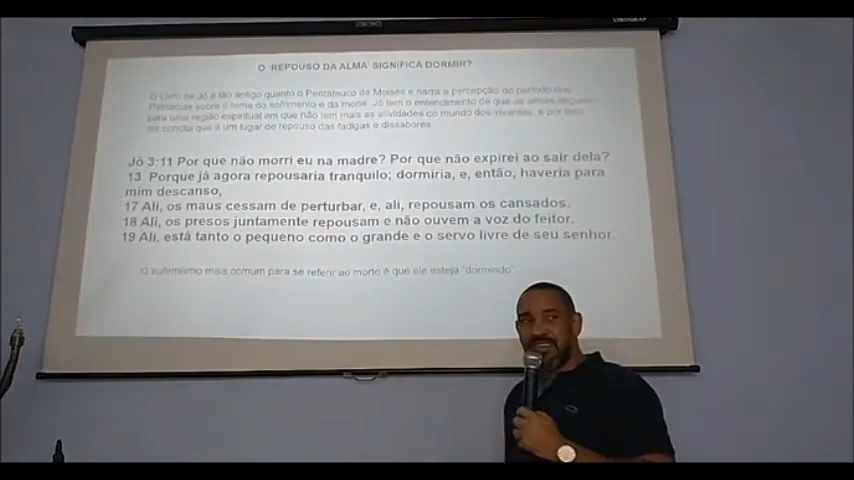 O 'REPOUSO DA ALMA' SIGNIFICA DORMIR?
O Livro de Jó é tão antigo quanto o Pentateuco de Moisés e narra a percepção do período dos
Patriarcas sobre o tema do sofrimento e da morte. Jó tem o entendimento de que as almas
para uma região espiritual em que não tem mais as atividades do mundo dos viventes, e por isso
ele conclui que é um lugar de repouso das fadigas e dissabores.
Jó 3:11 Por que não morri eu na madre? Por que não expirei ao sair dela?
13 Porque já agora repousaria tranquilo; dormiria, e, então, haveria para
mim descanso,
17 Ali, os maus cessam de perturbar, e, ali, repousam os cansados.
18 Ali, os presos juntamente repousam e não ouvem a voz do feitor.
19 Ali, está tanto o pequeno como o grande e o servo livre de seu senhor.
O eufemismo mais comum para se referir ao morto é que ele esteja "dormindo"